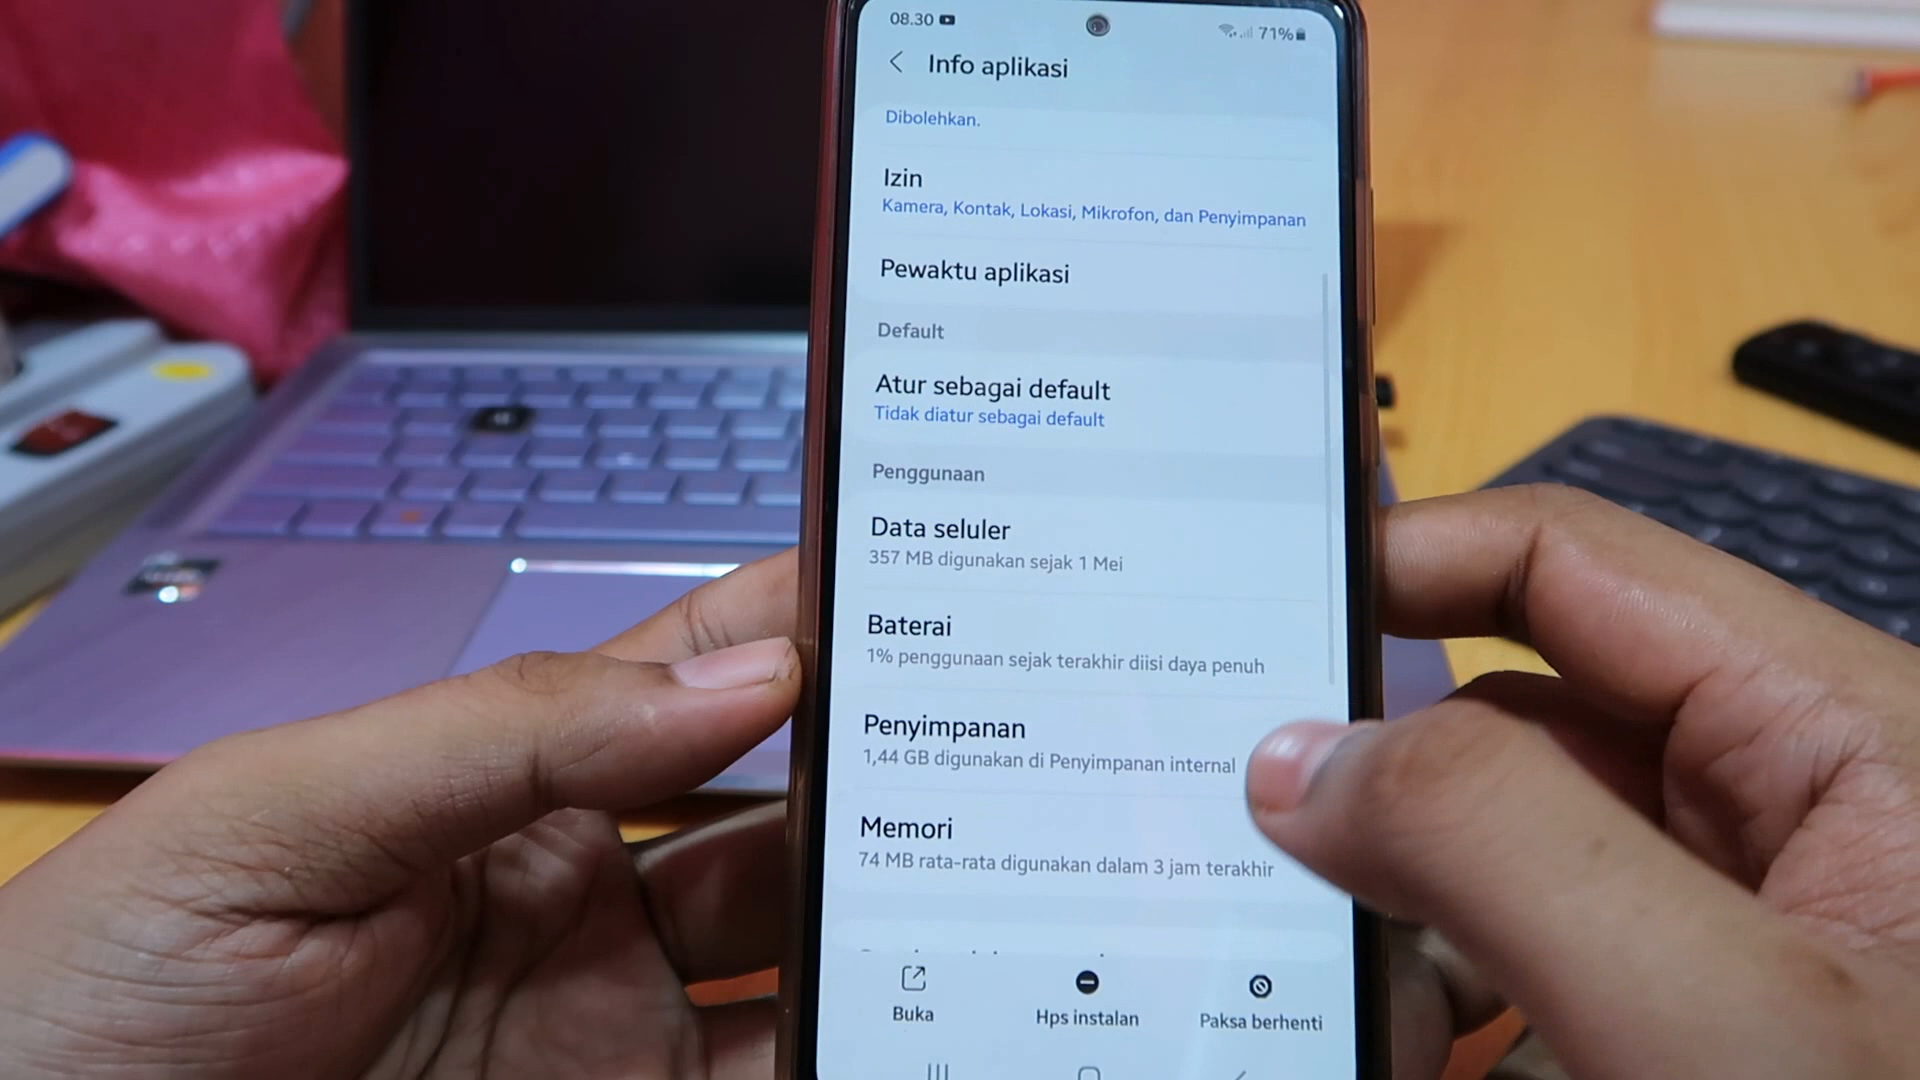 08.30
71%
Info aplikasi
Dibolehkan.
Izin
Kamera, Kontak, Lokasi, Mikrofon, dan Penyimpanan
Pewaktu aplikasi
Default
Atur sebagai default
Tidak diatur sebagai default
Penggunaan
Data seluler
357 MB digunakan sejak 1 Mei
Baterai
1% penggunaan sejak terakhir diisi daya penuh
Penyimpanan
1,44 GB digunakan di Penyimpanan internal
Memori
74 MB rata-rata digunakan dalam 3 jam terakhir
Buka
Hps instalan
Paksa berhenti